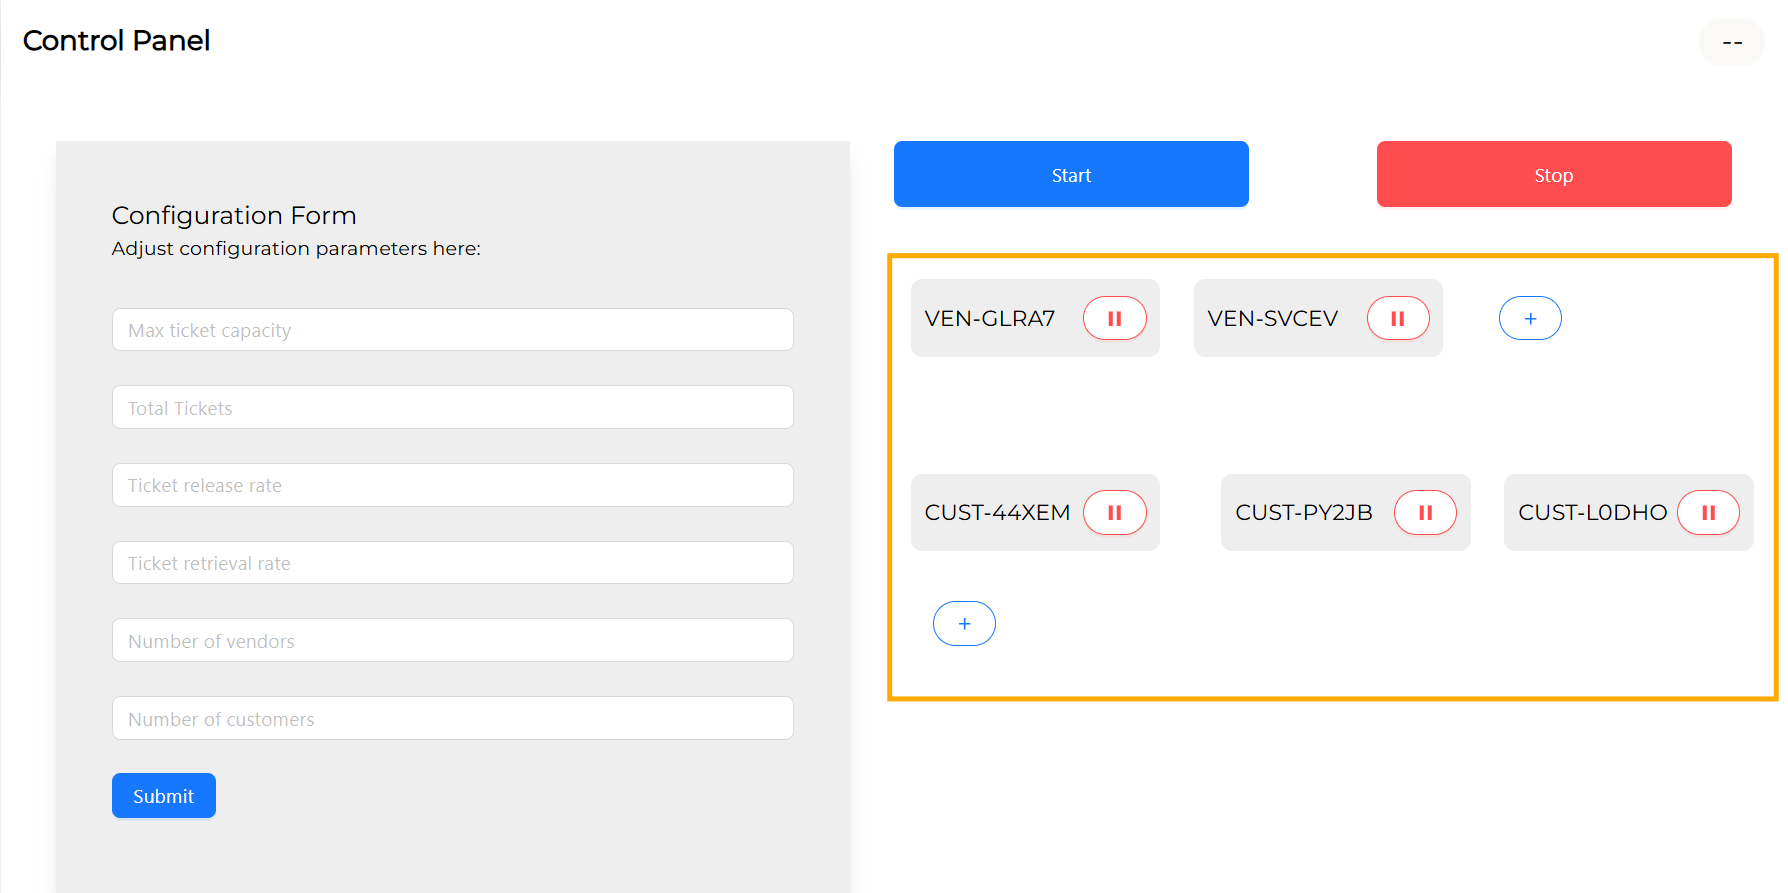 Control Panel
--
Configuration Form
Adjust configuration parameters here:
Max ticket capacity
Total Tickets
Ticket release rate
Ticket retrieval rate
Number of vendors
Number of customers
Submit
Start
Stop
VEN-GLRA7
VEN-SVCEV
+
CUST-44XEM
CUST-PY2JB
CUST-L0DHO
+